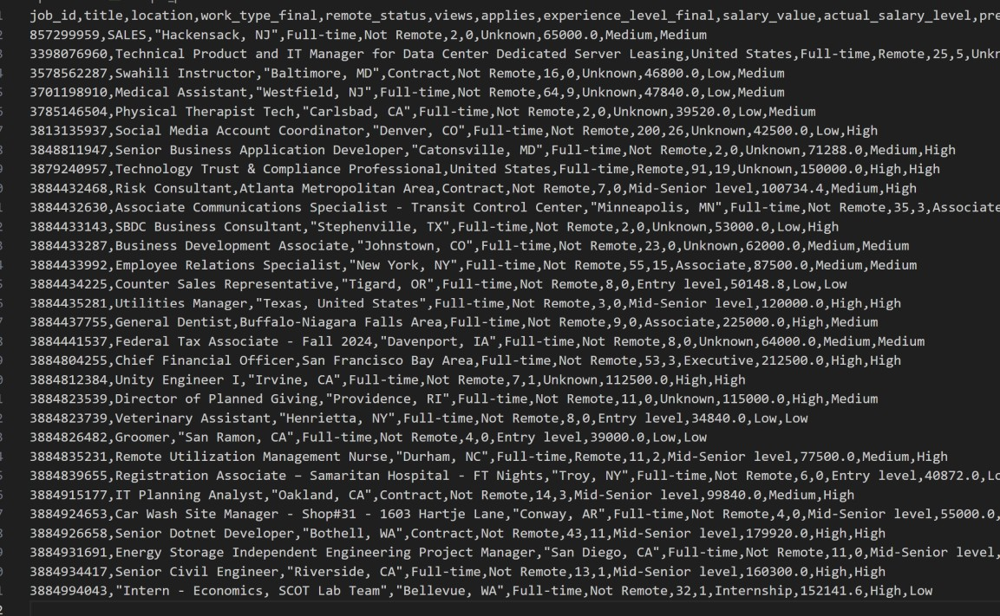 job_id,title,location,work_type_final,remote_status,views,applies,experience_level_final,salary_value,actual_salary_level,pre
857299959,SALES,"Hackensack, NJ",Full-time,Not Remote,2,0,Unknown,65000.0,Medium,Medium
3398076960,Technical Product and IT Manager for Data Center Dedicated Server Leasing,United States,Full-time,Remote,25,5,Unkn
3578562287,Swahili Instructor,"Baltimore, MD",Contract,Not Remote,16,0,Unknown,46800.0,Low,Medium
3701198910,Medical Assistant,"Westfield, NJ",Full-time,Not Remote,64,9,Unknown,47840.0,Low,Medium
3785146504,Physical Therapist Tech,"Carlsbad, CA",Full-time,Not Remote,2,0,Unknown,39520.0,Low,Medium
3813135937,Social Media Account Coordinator,"Denver, CO",Full-time,Not Remote,200,26,Unknown,42500.0,Low,High
3848811947,Senior Business Application Developer,"Catonsville, MD",Full-time,Not Remote,2,0,Unknown,71288.0,Medium,High
3879240957,Technology Trust & Compliance Professional,United States,Full-time,Remote,91,19,Unknown,150000.0,High,High
3884432468,Risk Consultant,Atlanta Metropolitan Area,Contract,Not Remote,7,0,Mid-Senior level,100734.4,Medium,High
3884432630,Associate Communications Specialist - Transit Control Center,"Minneapolis, MN",Full-time,Not Remote,35,3,Associate
3884433143,SBDC Business Consultant,"Stephenville, TX",Full-time,Not Remote,2,0,Unknown,53000.0,Low,High
3884433287,Business Development Associate,"Johnstown, CO",Full-time,Not Remote,23,0,Unknown,62000.0,Medium,Medium
3884433992,Employee Relations Specialist,"New York, NY",Full-time,Not Remote,55,15,Associate,87500.0,Medium,Medium
3884434225,Counter Sales Representative,"Tigard, OR",Full-time,Not Remote,8,0,Entry level,50148.8,Low,Low
3884435281,Utilities Manager,"Texas, United States",Full-time,Not Remote,3,0,Mid-Senior level,120000.0,High,High
3884437755,General Dentist,Buffalo-Niagara Falls Area,Full-time,Not Remote,9,0,Associate,225000.0,High,Medium
3884441537,Federal Tax Associate - Fall 2024,"Davenport, IA",Full-time,Not Remote,8,0,Unknown,64000.0,Medium,Medium
3884804255,Chief Financial Officer,San Francisco Bay Area,Full-time,Not Remote,53,3,Executive,212500.0,High,High
3884812384,Unity Engineer I,"Irvine, CA",Full-time,Not Remote,7,1,Unknown,112500.0,High,High
3884823539,Director of Planned Giving,"Providence, RI",Full-time,Not Remote,11,0,Unknown,115000.0,High,Medium
3884823739,Veterinary Assistant,"Henrietta, NY",Full-time,Not Remote,8,0,Entry level,34840.0,Low,Low
3884826482,Groomer,"San Ramon, CA",Full-time,Not Remote,4,0,Entry level,39000.0,Low,Low
3884835231,Remote Utilization Management Nurse,"Durham, NC",Full-time,Remote,11,2,Mid-Senior level,77500.0,Medium,High
3884839655,Registration Associate – Samaritan Hospital - FT Nights,"Troy, NY",Full-time,Not Remote,6,0,Entry level,40872.0,Lo
3884915177,IT Planning Analyst,"Oakland, CA",Contract,Not Remote,14,3,Mid-Senior level,99840.0,Medium,High
3884924653,Car Wash Site Manager - Shop#31 - 1603 Hartje Lane,"Conway, AR",Full-time,Not Remote,4,0,Mid-Senior level,55000.0,
3884926658,Senior Dotnet Developer,"Bothell, WA",Contract,Not Remote,43,11,Mid-Senior level,179920.0,High,High
3884931691,Energy Storage Independent Engineering Project Manager,"San Diego, CA",Full-time,Not Remote,11,0,Mid-Senior level,
3884934417,Senior Civil Engineer,"Riverside, CA",Full-time,Not Remote,13,1,Mid-Senior level,160300.0,High,High
3884994043,"Intern - Economics, SCOT Lab Team","Bellevue, WA",Full-time,Not Remote,32,1,Internship,152141.6,High,Low